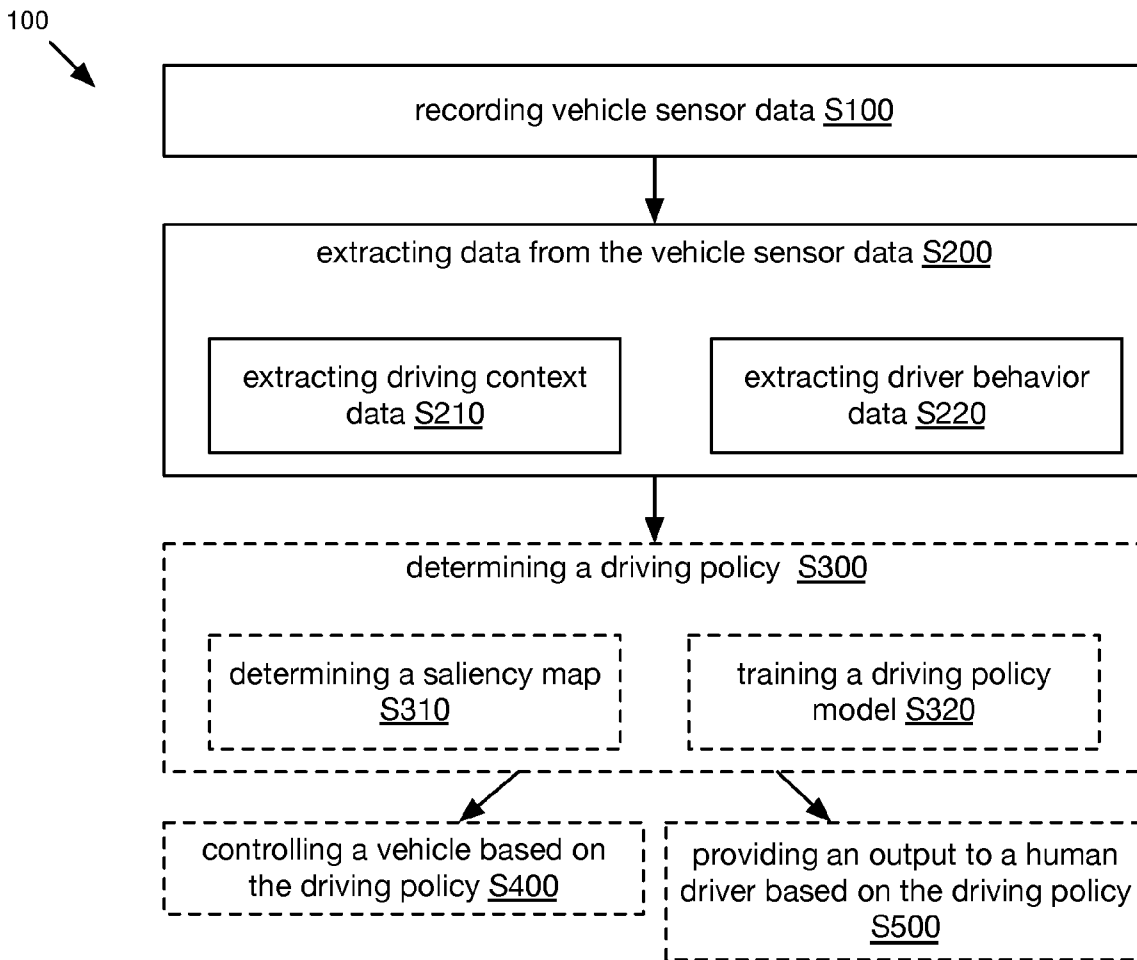 100
recording vehicle sensor data S100
extracting data from the vehicle sensor data S200
extracting driving context
data S210
extracting driver behavior
data S220
determining a driving policy S300
determining a saliency map
S310
training a driving policy
model S320
controlling a vehicle based on
the driving policy S400
providing an output to a human
driver based on the driving policy
S500